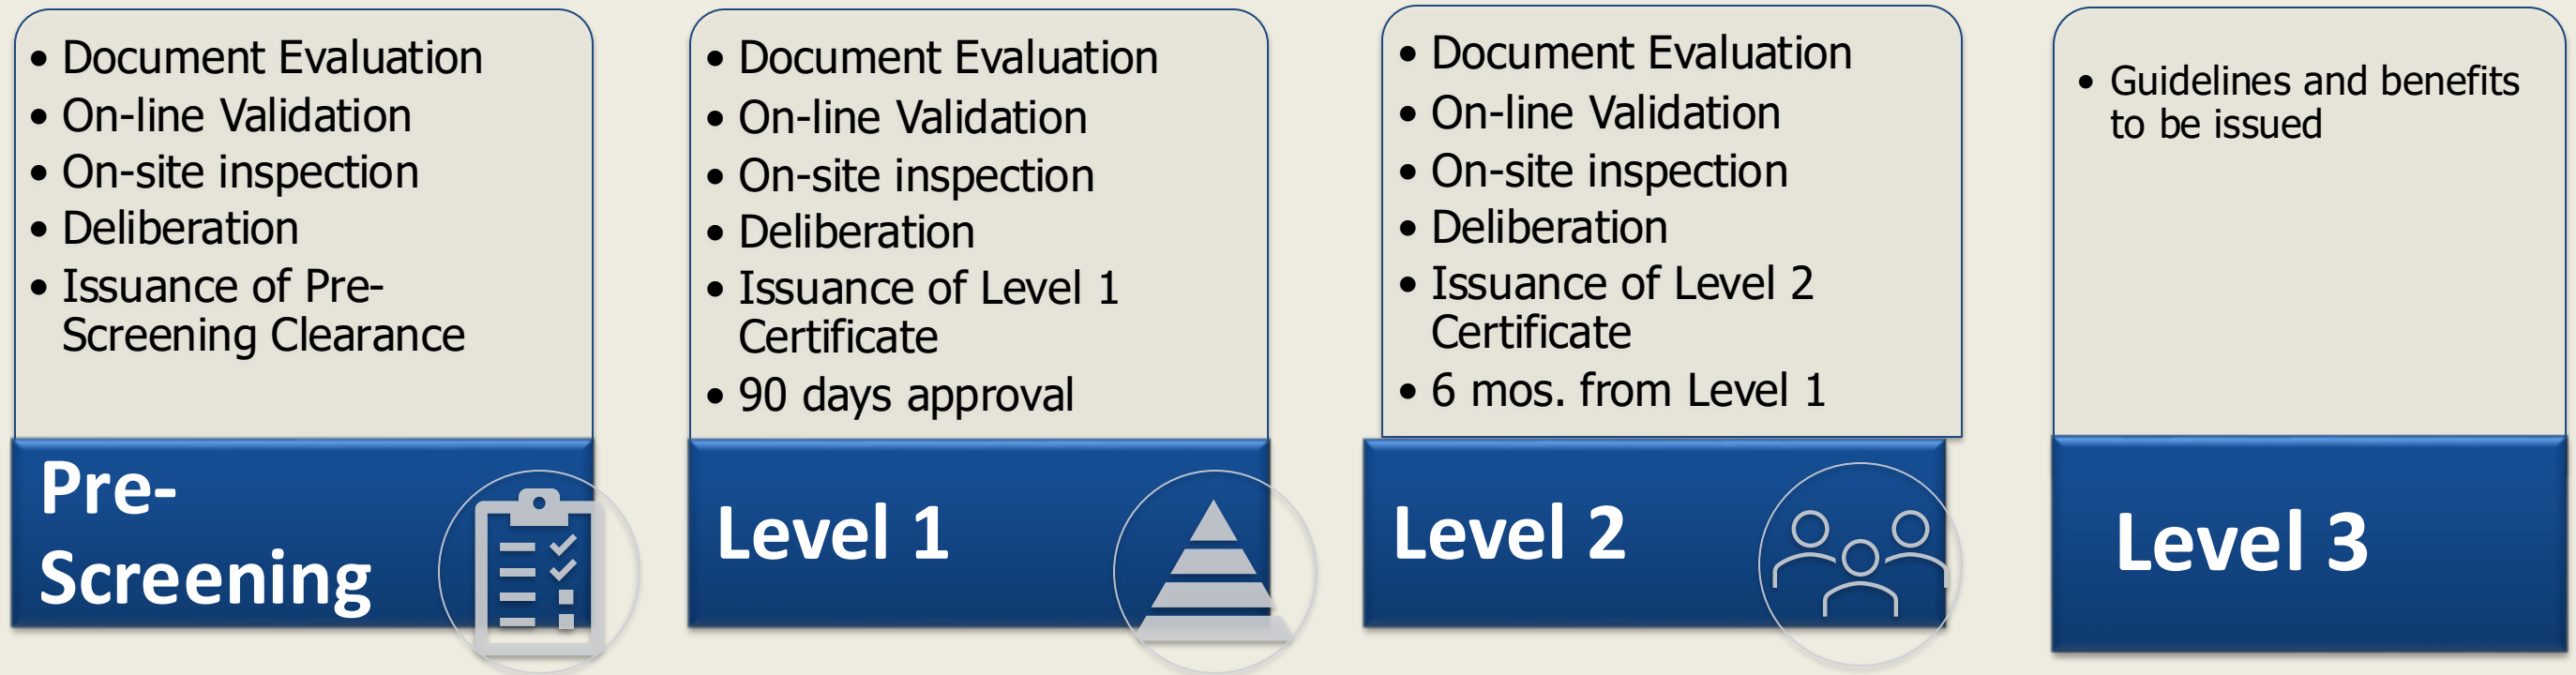 • Document Evaluation
• On-line Validation
• On-site inspection
• Deliberation
• Issuance of Pre-
Screening Clearance
Pre-
Screening
• Document Evaluation
• On-line Validation
• On-site inspection
• Deliberation
• Issuance of Level 1
Certificate
• 90 days approval
Level 1
• Document Evaluation
• On-line Validation
• On-site inspection
• Deliberation
• Issuance of Level 2
Certificate
• 6 mos. from Level 1
Level 2
• Guidelines and benefits
to be issued
Level 3